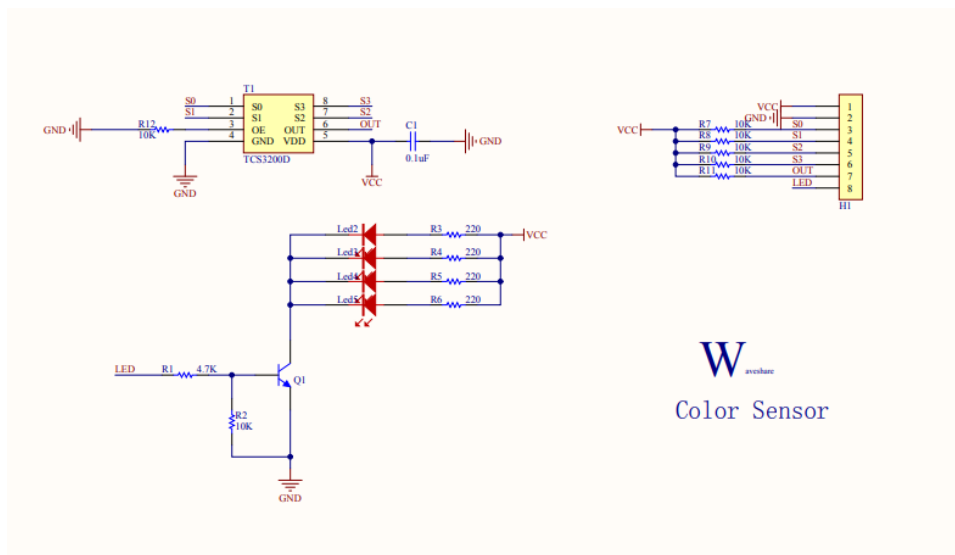 T1
S0 1 S0 S3 8 S3
S1 2 S1 S2 7 S2
GND R12 10K 3 OE OUT 6 OUT
4 GND VDD 5
TCS3200D
GND
VCC
C1
0.1uF
GND
VCC 1
GND 2
VCC R7 10K S0 3
R8 10K S1 4
R9 10K S2 5
R10 10K S3 6
R11 10K OUT 7
LED 8
H1
Led2 R3 220 VCC
Led3 R4 220
Led4 R5 220
Led5 R6 220
LED R1 4.7K
Q1
R2
10K
GND
Waveshare
Color Sensor